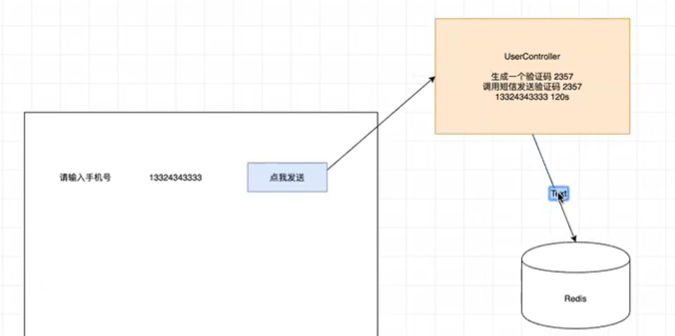 UserController
生成一个验证码 2357
调用短信发送验证码 2357
13324343333 120s
请输入手机号 13324343333 点我发送
Text
Redis